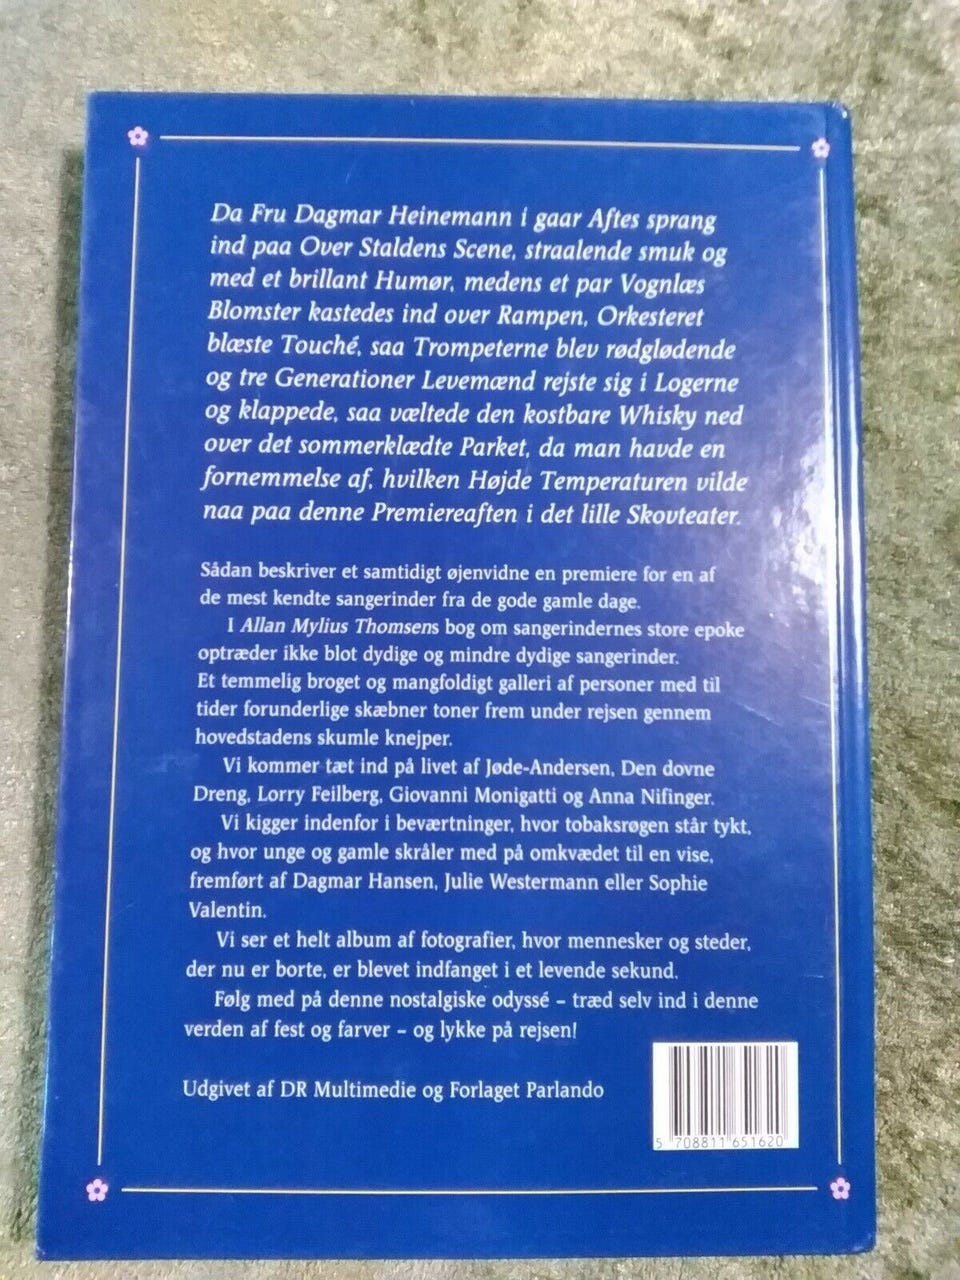 Da Fru Dagmar Heinemann i gaar Aftes sprang
ind paa Over Staldens Scene, straalende smuk og
med et brillant Humør, medens et par Vognlæs
Blomster kastedes ind over Rampen, Orkesteret
blæste Touché, saa Trompeterne blev rødglødende
og tre Generationer Levemænd rejste sig i Logerne
og klappede, saa væltede den kostbare Whisky ned
over det sommerklædte Parket, da man havde en
fornemmelse af, hvilken Højde Temperaturen vilde
naa paa denne Premiereaften i det lille Skovteater.
Sådan beskriver et samtidigt øjenvidne en premiere for en af
de mest kendte sangerinder fra de gode gamle dage.
I Allan Mylius Thomsens bog om sangerindernes store epoke
optræder ikke blot dydige og mindre dydige sangerinder.
Et temmelig broget og mangfoldigt galleri af personer med til
tider forunderlige skæbner toner frem under rejsen gennem
hovedstadens skumle knejper.
Vi kommer tæt ind på livet af Jøde-Andersen, Den dovne
Dreng, Lorry Feilberg, Giovanni Monigatti og Anna Nifinger.
Vi kigger indenfor i beværtninger, hvor tobaksrøgen står tykt,
og hvor unge og gamle skråler med på omkvædet til en vise,
fremført af Dagmar Hansen, Julie Westermann eller Sophie
Valentin.
Vi ser et helt album af fotografier, hvor mennesker og steder,
der nu er borte, er blevet indfanget i et levende sekund.
Følg med på denne nostalgiske odyssé – træd selv ind i denne
verden af fest og farver – og lykke på rejsen!
Udgivet af DR Multimedie og Forlaget Parlando
5 708811 651620